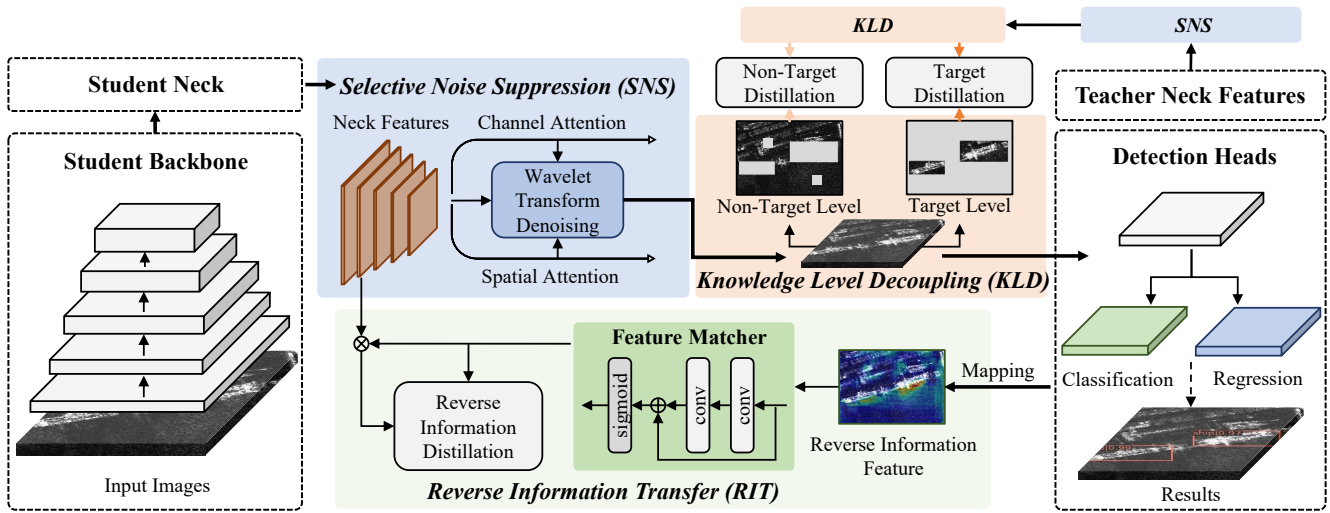 KLD
SNS
Non-Target
Distillation
Target
Distillation
Student Neck
Selective Noise Suppression (SNS)
Teacher Neck Features
Neck Features
Channel Attention
Student Backbone
Wavelet
Transform
Denoising
Non-Target Level
Target Level
Detection Heads
Spatial Attention
Knowledge Level Decoupling (KLD)
Feature Matcher
sigmoid
conv
conv
Mapping
Classification
Regression
Reverse
Information
Distillation
Reverse Information
Feature
Input Images
Reverse Information Transfer (RIT)
Results